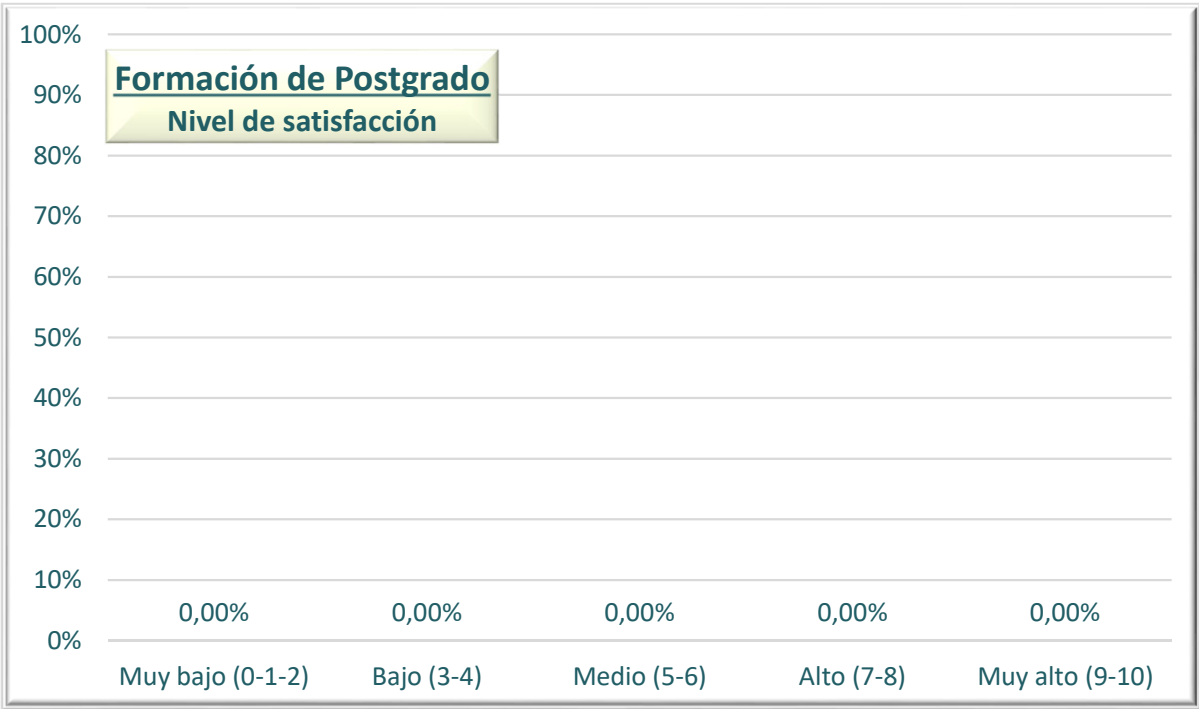 Formación de Postgrado
Nivel de satisfacción
100%
90%
80%
70%
60%
50%
40%
30%
20%
10%
0%
0,00% 0,00% 0,00% 0,00% 0,00%
Muy bajo (0-1-2) Bajo (3-4) Medio (5-6) Alto (7-8) Muy alto (9-10)